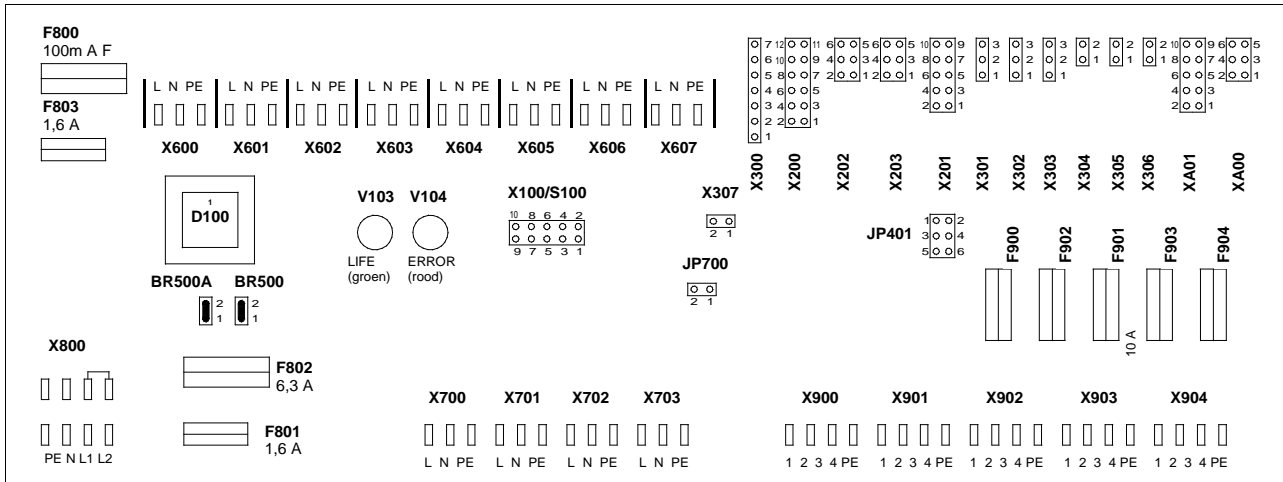 F800
100m A F
F803
1,6 A
L N PE L N PE L N PE L N PE L N PE L N PE L N PE L N PE
X600 X601 X602 X603 X604 X605 X606 X607
7
6
5
4
3
2
1
12 11
10 9
8 7
6 5
4 3
2 1
6 5
4 3
2 1
6 5
4 3
2 1
10 9
8 7
6 5
4 3
2 1
3
2
1
3
2
1
3
2
1
2
1
2
1
2
1
10 9
8 7
6 5
4 3
2 1
6 5
4 3
2 1
X300 X200 X202 X203 X201 X301 X302 X303 X304 X305 X306 XA01 XA00
1
D100
V103 V104
LIFE
(groen)
ERROR
(rood)
X100/S100
10 8 6 4 2
9 7 5 3 1
X307
2 1
JP700
2 1
JP401
1 2
3 4
5 6
F900 F902 F901 F903 F904
10 A
BR500A BR500
2
1
2
1
X800
PE N L1 L2
F802
6,3 A
F801
1,6 A
X700 X701 X702 X703
L N PE L N PE L N PE L N PE
X900 X901 X902 X903 X904
1 2 3 4 PE 1 2 3 4 PE 1 2 3 4 PE 1 2 3 4 PE 1 2 3 4 PE